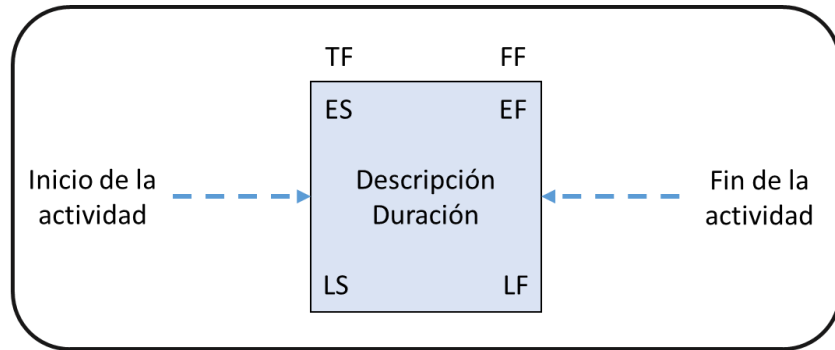 TF FF
ES EF
Inicio de la
actividad
Descripción
Duración
Fin de la
actividad
LS LF